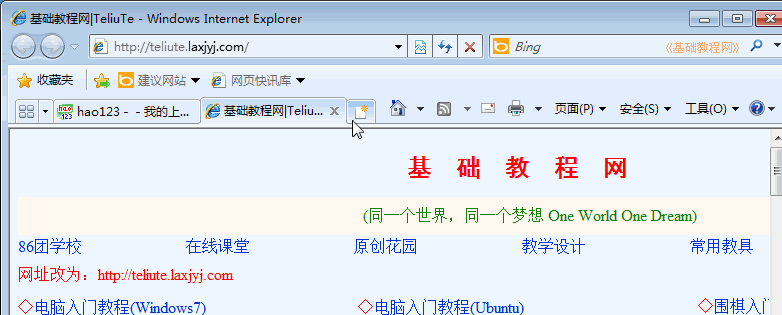 基础教程网|TeliuTe - Windows Internet Explorer
http://teliute.laxjyj.com/ Bing 《基础教程网》
收藏夹 建议网站 网页快讯库
hao123 - - 我的上... 基础教程网|Teliu... 页面(P) 安全(S) 工具(O)
基 础 教 程 网
(同一个世界，同一个梦想 One World One Dream)
86团学校 在线课堂 原创花园 教学设计 常用教具
网址改为：http://teliute.laxjyj.com
◇电脑入门教程(Windows7) ◇电脑入门教程(Ubuntu) ◇围棋入门